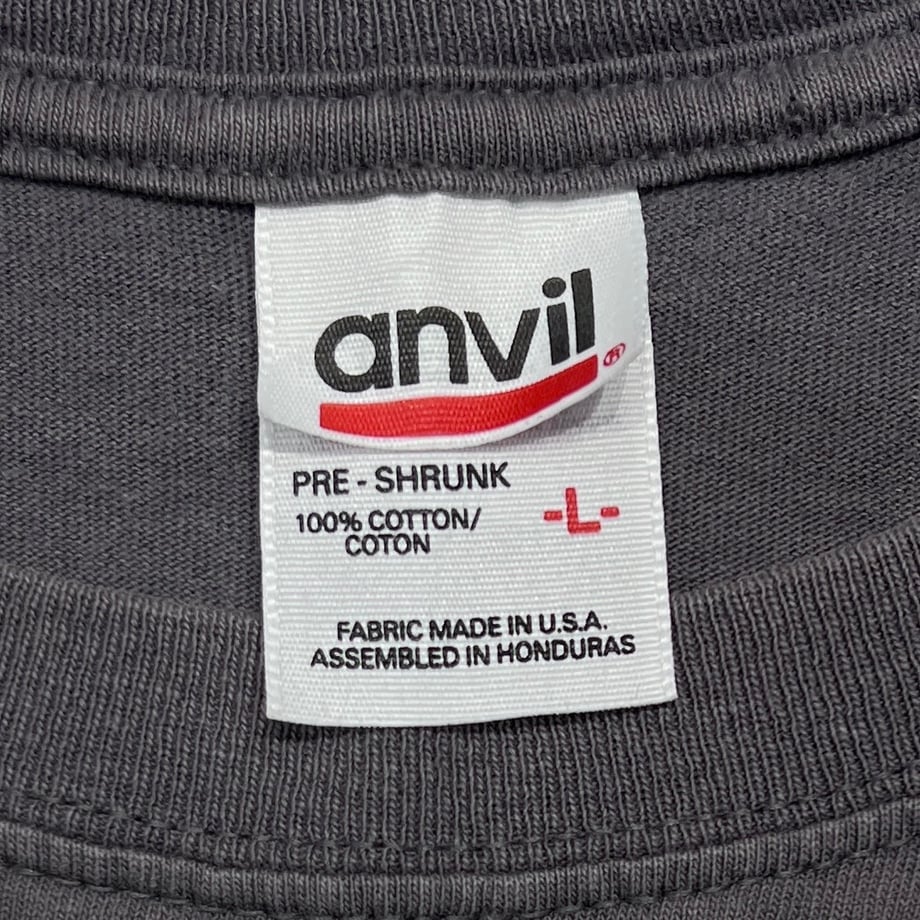 anvil®
PRE - SHRUNK
100% COTTON/
COTON
-L-
FABRIC MADE IN U.S.A.
ASSEMBLED IN HONDURAS